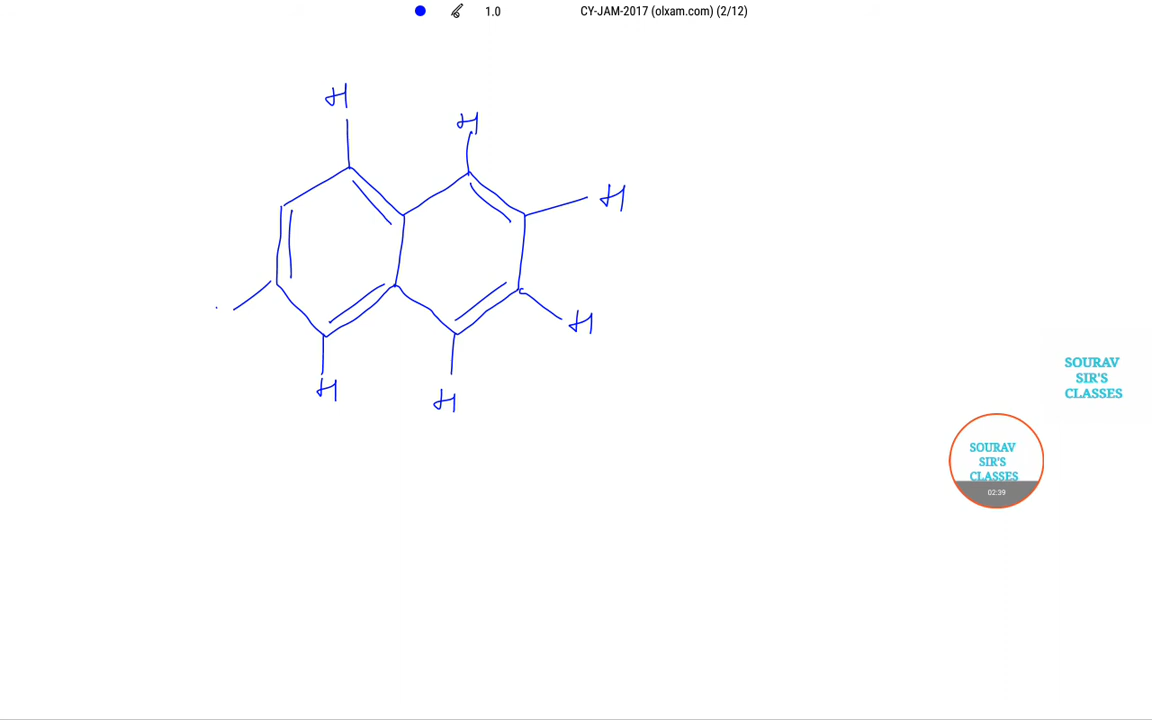 1.0 CY-JAM-2017 (olxam.com) (2/12)
H
H
H
H
H
H
SOURAV
SIR'S
CLASSES
SOURAV
SIR'S
CLASSES
02:39